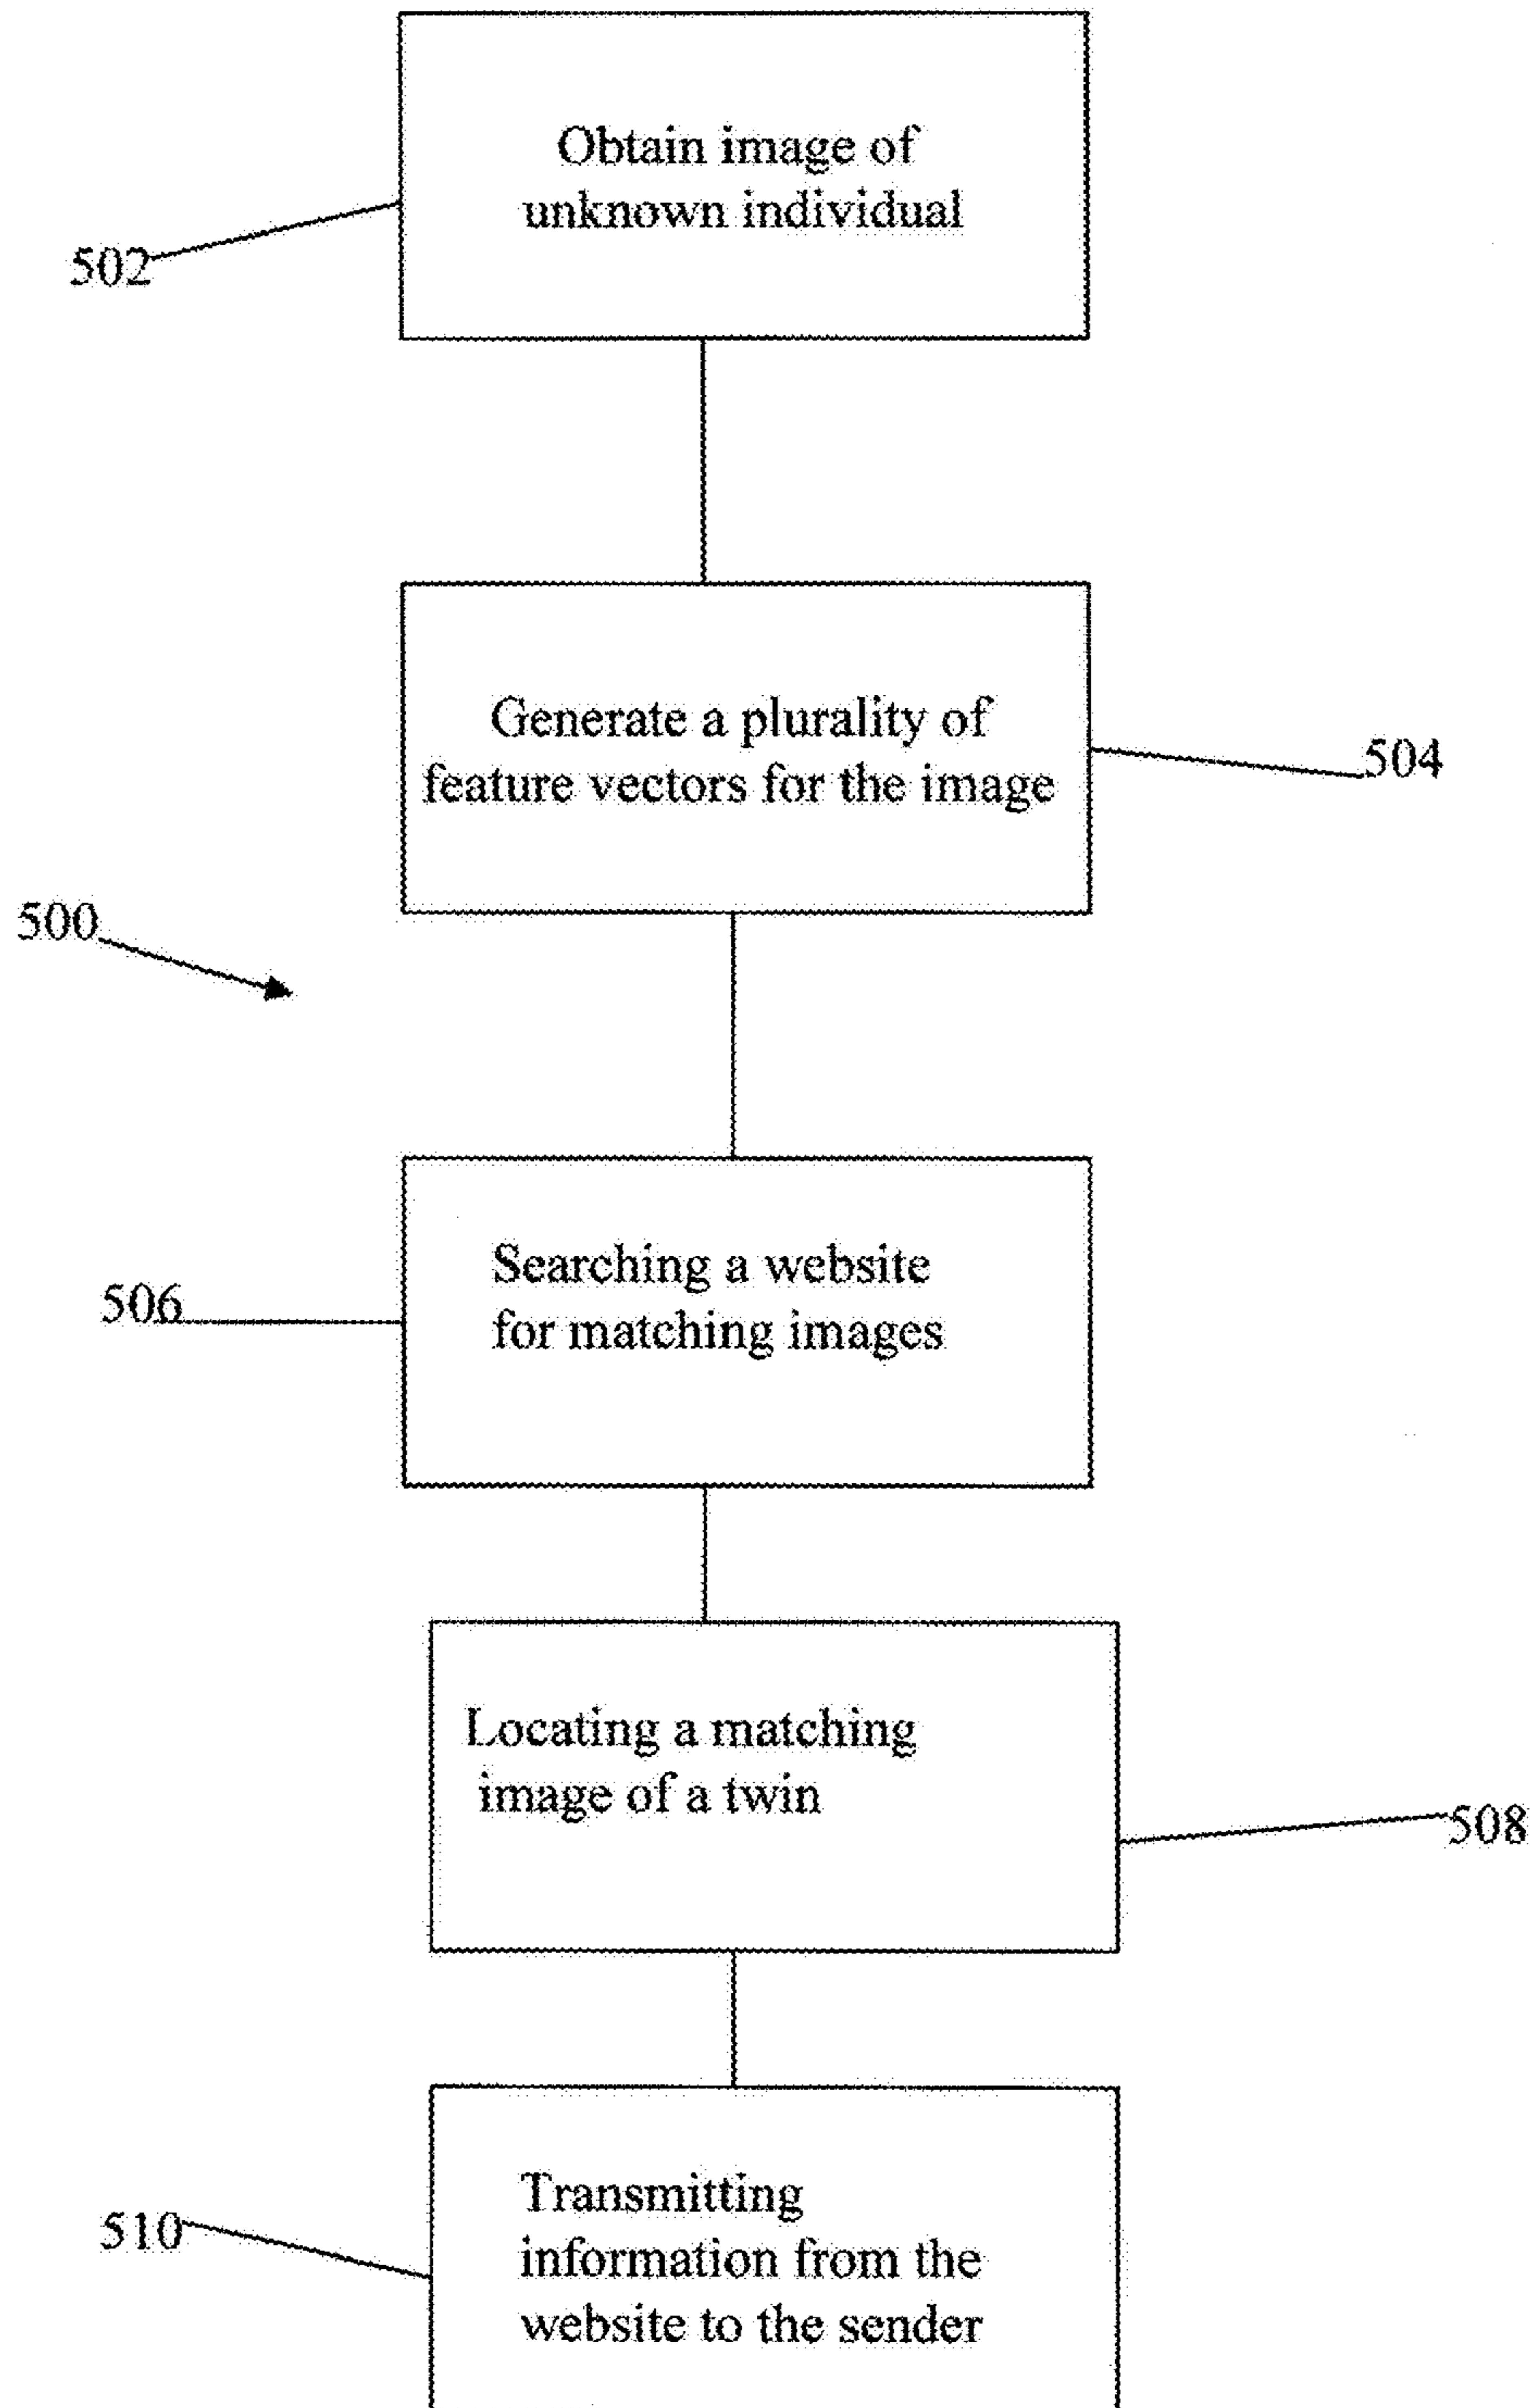 Obtain image of
unknown individual
502
Generate a plurality of
feature vectors for the image
504
500
Searching a website
for matching images
506
Locating a matching
image of a twin
508
Transmitting
information from the
website to the sender
510